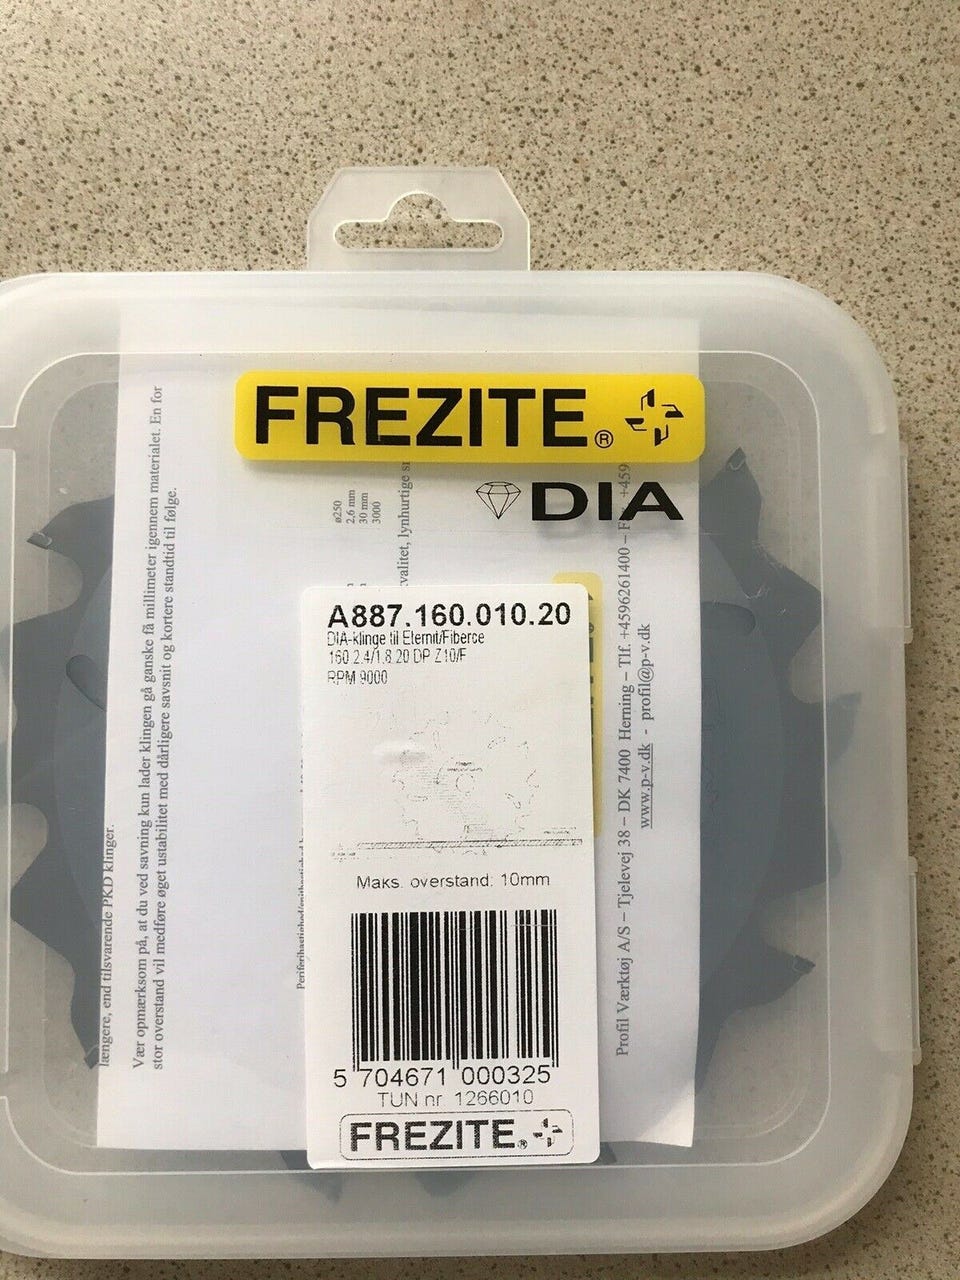 FREZITE®
DIA
A887.160.010.20
DIA-klinge til Eternit/Fiberce
160 2.4/1.8 20 DP Z10/F
RPM 9000
Maks. overstand: 10mm
5 704671 000325
TUN nr. 1266010
FREZITE®
længere, end tilsvarende PKD klinger.
Vær opmærksom på, at du ved savning kun lader klingen gå ganske få millimeter igennem materialet. En for
stor overstand vil medføre øget ustabilitet med dårligere savsnit og kortere standtid til følge.
ø250
2,6 mm
30 mm
3000
kvalitet, lynhurtige
Profil Værktøj A/S – Tjelevej 38 – DK 7400 Herning – Tlf. +4596261400 – F +459
www.p-v.dk - profil@p-v.dk